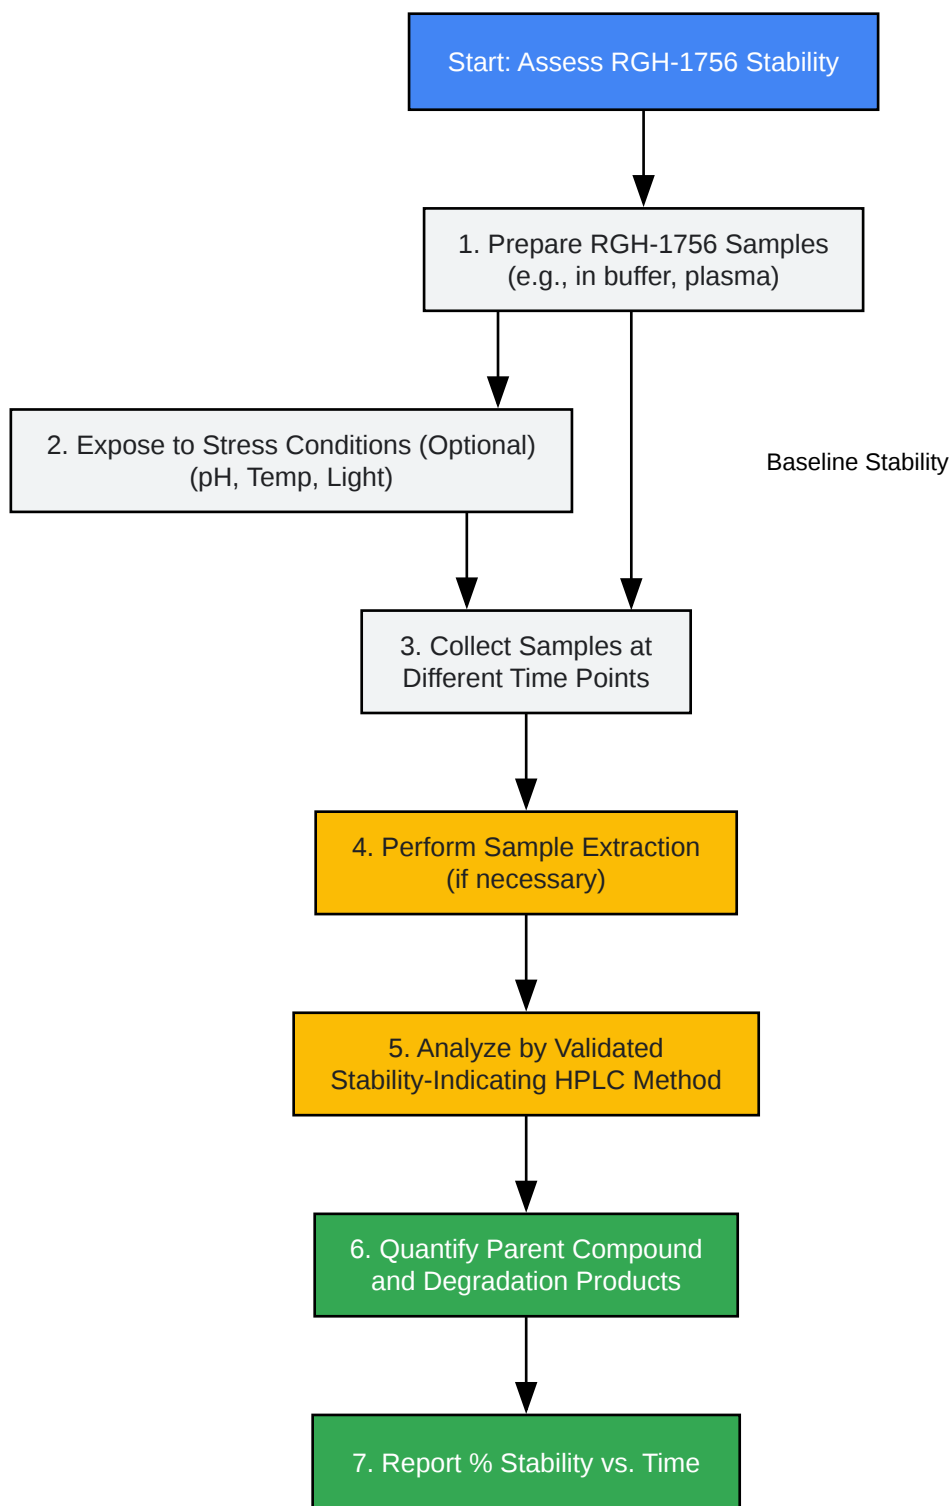 Start: Assess RGH-1756 Stability
1. Prepare RGH-1756 Samples
(e.g., in buffer, plasma)
2. Expose to Stress Conditions (Optional)
(pH, Temp, Light)
Baseline Stability
3. Collect Samples at
Different Time Points
4. Perform Sample Extraction
(if necessary)
5. Analyze by Validated
Stability-Indicating HPLC Method
6. Quantify Parent Compound
and Degradation Products
7. Report % Stability vs. Time